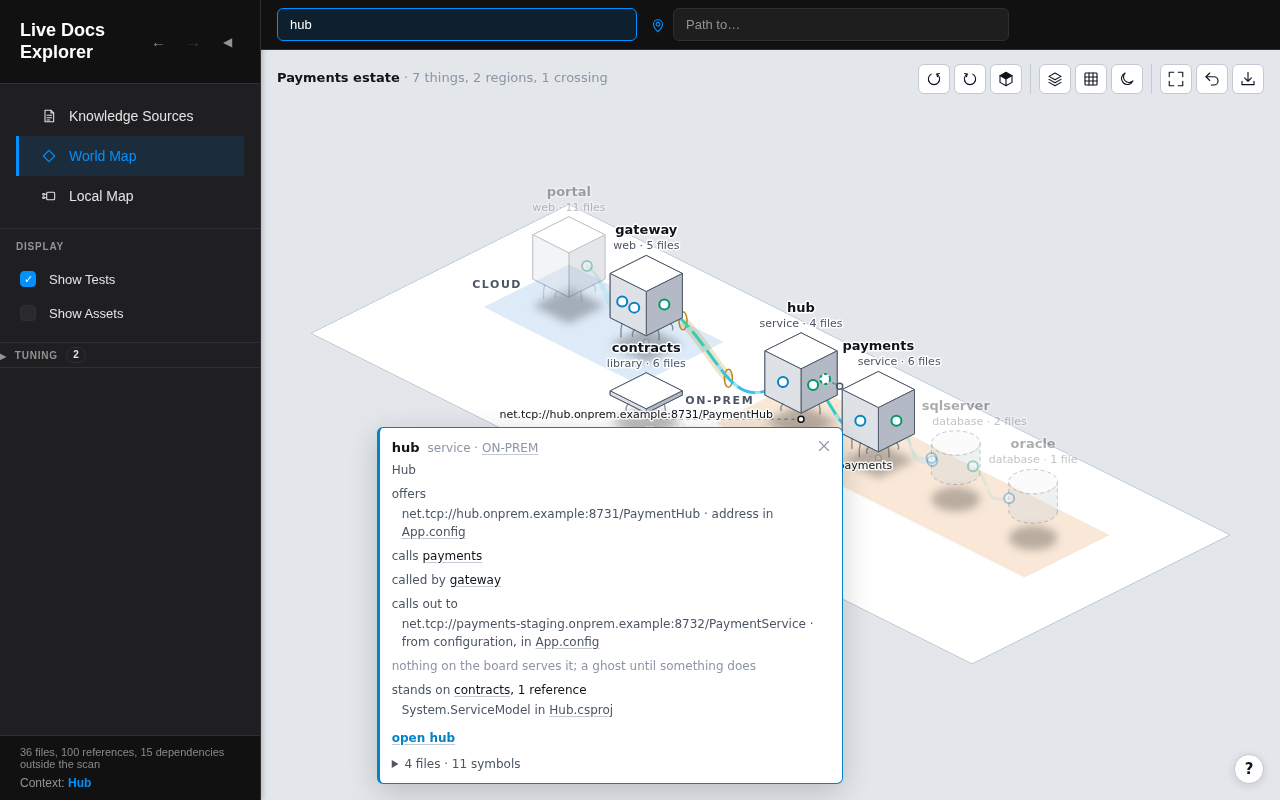 Live Docs
Explorer
← → ◀
Knowledge Sources
World Map
Local Map
DISPLAY
✓ Show Tests
Show Assets
▶ TUNING 2
36 files, 100 references, 15 dependencies
outside the scan
Context: Hub
hub
Path to…
Payments estate · 7 things, 2 regions, 1 crossing
portal
web · 11 files
gateway
web · 5 files
CLOUD
hub
service · 4 files
contracts
library · 6 files
payments
service · 6 files
ON-PREM
net.tcp://hub.onprem.example:8731/PaymentHub
sqlserver
database · 2 files
oracle
database · 1 file
payments
hub service · ON-PREM
Hub
offers
net.tcp://hub.onprem.example:8731/PaymentHub · address in
App.config
calls payments
called by gateway
calls out to
net.tcp://payments-staging.onprem.example:8732/PaymentService ·
from configuration, in App.config
nothing on the board serves it; a ghost until something does
stands on contracts, 1 reference
System.ServiceModel in Hub.csproj
open hub
▶ 4 files · 11 symbols
?